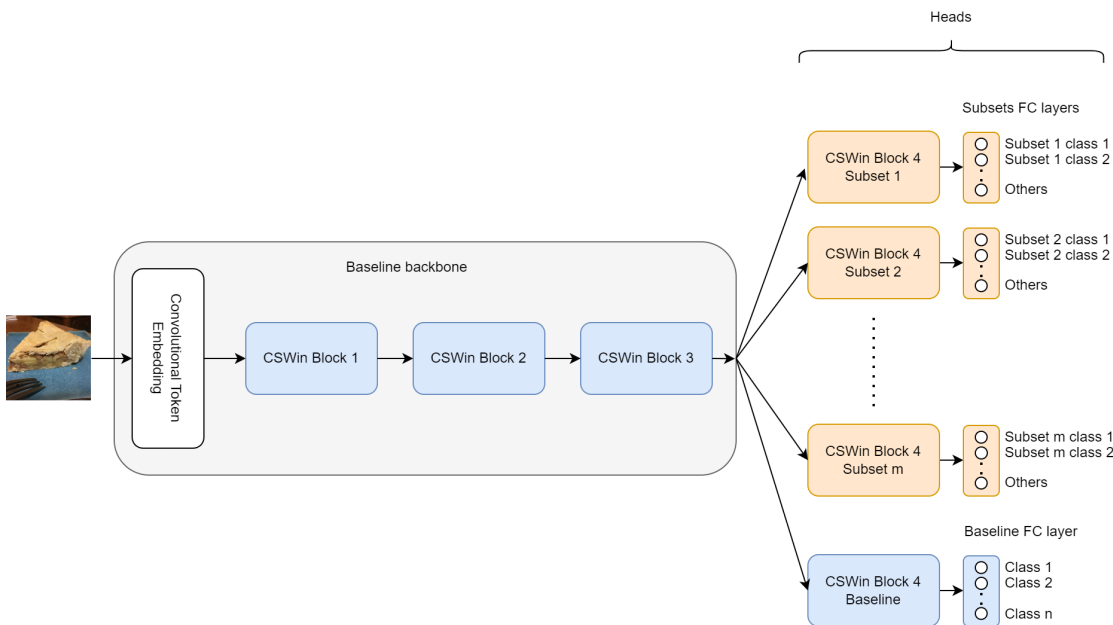 Heads
Subsets FC layers
CSWin Block 4
Subset 1
Subset 1 class 1
Subset 1 class 2
Others
CSWin Block 4
Subset 2
Subset 2 class 1
Subset 2 class 2
Others
Baseline backbone
Convolutional Token
Embedding
CSWin Block 1
CSWin Block 2
CSWin Block 3
CSWin Block 4
Subset m
Subset m class 1
Subset m class 2
Others
Baseline FC layer
CSWin Block 4
Baseline
Class 1
Class 2
Class n